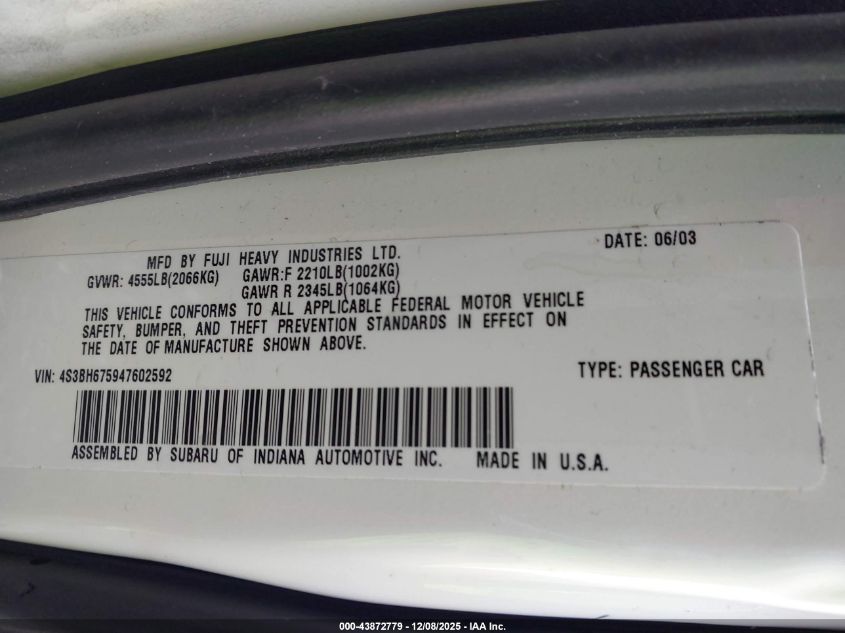 MFD BY FUJI HEAVY INDUSTRIES LTD. DATE: 06/03
GVWR: 4555LB(2066KG) GAWR:F 2210LB(1002KG)
GAWR R 2345LB(1064KG)
THIS VEHICLE CONFORMS TO ALL APPLICABLE FEDERAL MOTOR VEHICLE
SAFETY, BUMPER, AND THEFT PREVENTION STANDARDS IN EFFECT ON
THE DATE OF MANUFACTURE SHOWN ABOVE.
VIN: 4S3BH675947602592 TYPE: PASSENGER CAR
ASSEMBLED BY SUBARU OF INDIANA AUTOMOTIVE INC. MADE IN U.S.A.
000-43872779 - 12/08/2025 - IAA Inc.